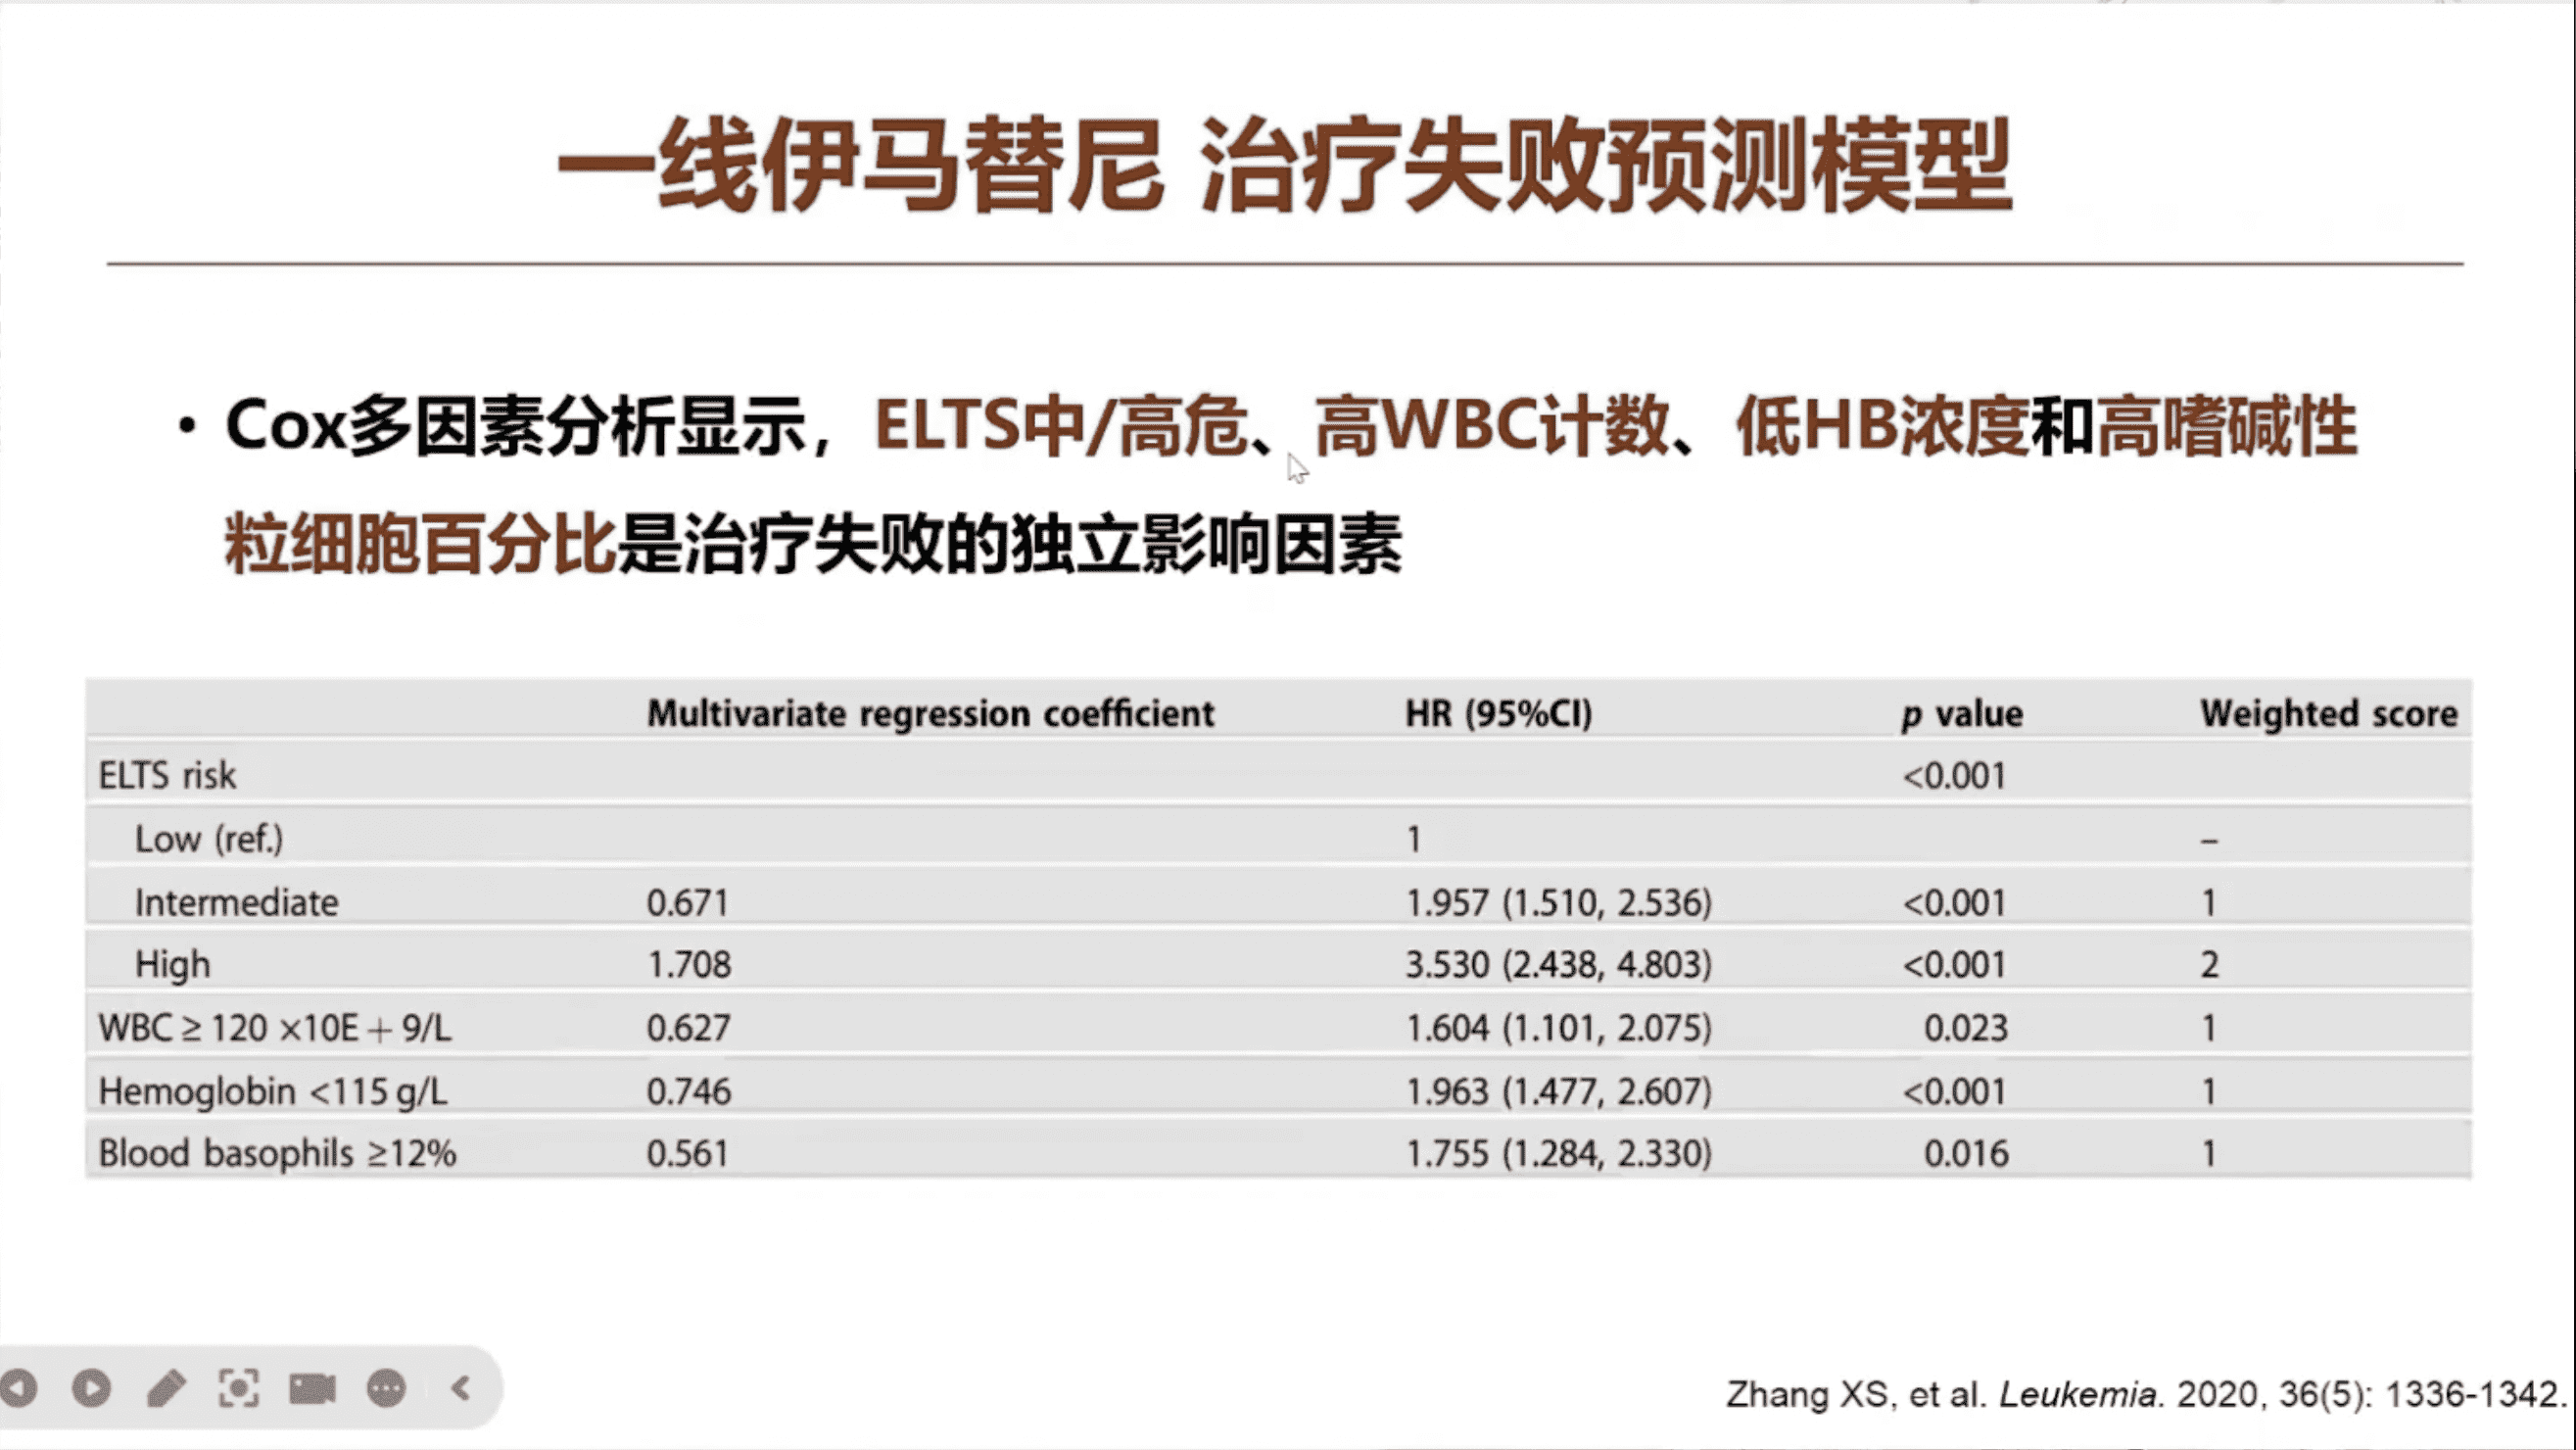 一线伊马替尼 治疗失败预测模型
• Cox多因素分析显示，ELTS中/高危、高WBC计数、低HB浓度和高嗜碱性
粒细胞百分比是治疗失败的独立影响因素
Multivariate regression coefficient HR (95%CI) p value Weighted score
ELTS risk <0.001
Low (ref.) 1 –
Intermediate 0.671 1.957 (1.510, 2.536) <0.001 1
High 1.708 3.530 (2.438, 4.803) <0.001 2
WBC ≥ 120 ×10E + 9/L 0.627 1.604 (1.101, 2.075) 0.023 1
Hemoglobin <115 g/L 0.746 1.963 (1.477, 2.607) <0.001 1
Blood basophils ≥12% 0.561 1.755 (1.284, 2.330) 0.016 1
Zhang XS, et al. Leukemia. 2020, 36(5): 1336-1342.